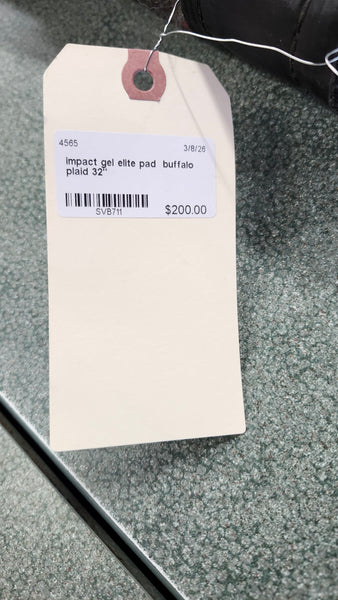 4565 3/8/26
impact gel elite pad buffalo
plaid 32"
SVB711 $200.00